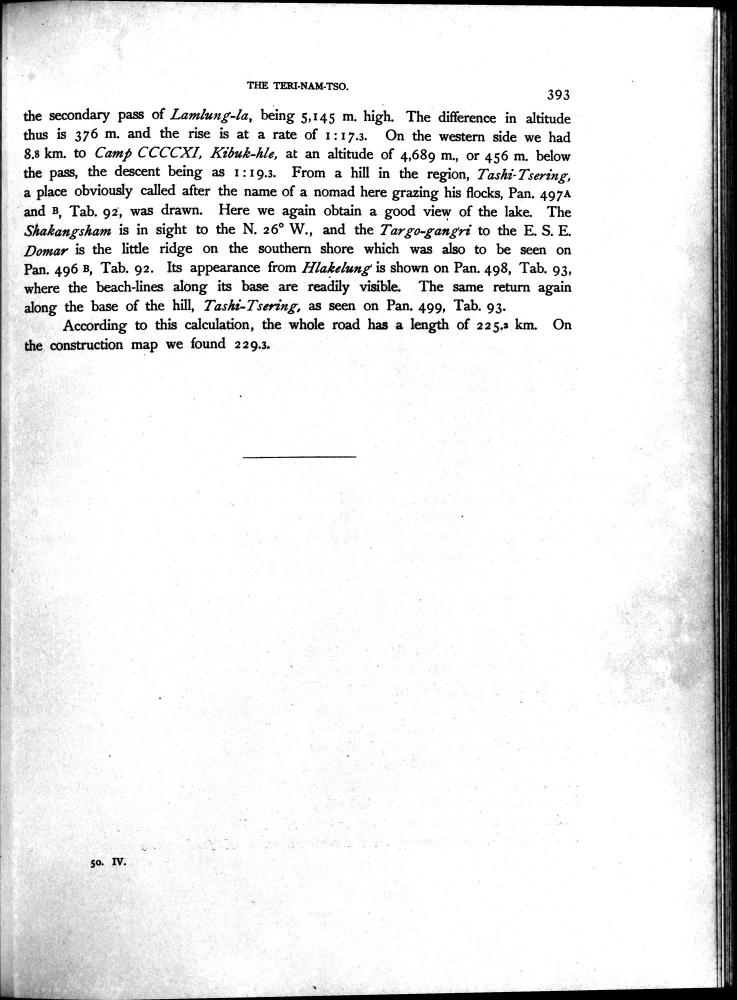 THE TERI-NAM-TSO.
393
the secondary pass of Lamlung-la, being 5,145 m. high. The difference in altitude
thus is 376 m. and the rise is at a rate of 1:17.3. On the western side we had
8.8 km. to Camp CCCCXI, Kibuk-hle, at an altitude of 4,689 m., or 456 m. below
the pass, the descent being as 1:19.3. From a hill in the region, Tashi-Tsering,
a place obviously called after the name of a nomad here grazing his flocks, Pan. 497A
and B, Tab. 92, was drawn. Here we again obtain a good view of the lake. The
Shakangsham is in sight to the N. 26° W., and the Targo-gangri to the E. S. E.
Domar is the little ridge on the southern shore which was also to be seen on
Pan. 496 B, Tab. 92. Its appearance from Hlakelung is shown on Pan. 498, Tab. 93,
where the beach-lines along its base are readily visible. The same return again
along the base of the hill, Tashi-Tsering, as seen on Pan. 499, Tab. 93.
According to this calculation, the whole road has a length of 225.2 km. On
the construction map we found 229.3.
50. IV.